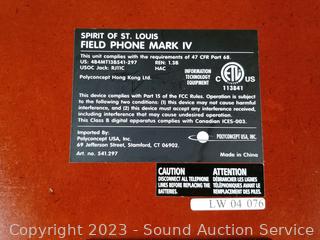 SPIRIT OF ST. LOUIS
FIELD PHONE MARK IV
This device complies with the requirements of 47 CFR Part 68.
US: 4B4MT13B541-297 REN: 1.3B
USOC Jack: RJ11C HAC
Polyconcept Hong Kong Ltd.
INFORMATION
TECHNOLOGY
EQUIPMENT
C US
113841
This device complies with Part 15 of the FCC Rules. Operation is subject to the
following two conditions: (1) this device may not cause harmful
interference, and (2) this device must accept any interference received,
including interference that may cause undesired operation.
This Class B digital apparatus complies with Canadian ICES-003.
Imported By:
Polyconcept USA, Inc.
69 Jefferson Street, Stamford, CT 06902.
Art. no. 541.297
POLYCONCEPT USA, INC.
Made in China
CAUTION
DISCONNECT ALL TELEPHONE
LINES BEFORE REPLACING
THE BATTERIES.
ATTENTION
DÉBRANCHER LES LIGNES
TÉLÉPHONIQUES AVANT LE
REMPLACEMENT DES PILES.
LW 04 076
Copyright 2023 - Sound Auction Service